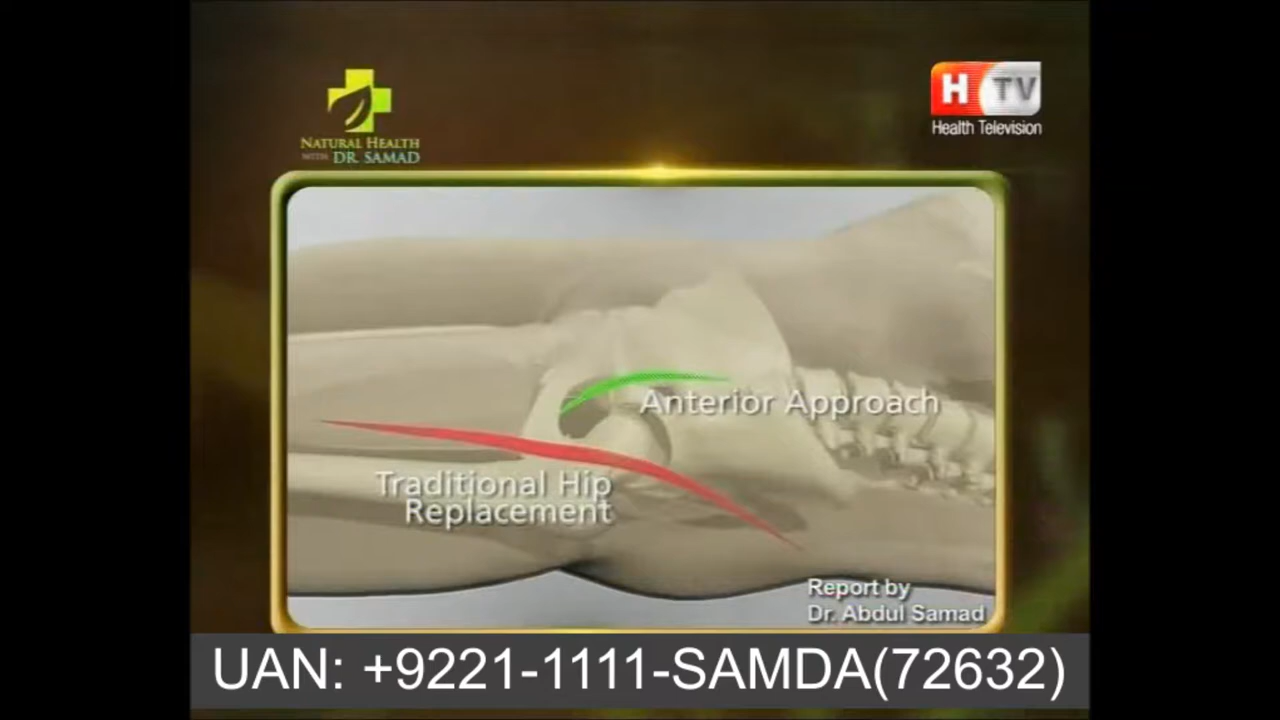 NATURAL HEALTH
WITH DR. SAMAD
H TV
Health Television
Anterior Approach
Traditional Hip
Replacement
Report by
Dr. Abdul Samad
UAN: +9221-1111-SAMDA(72632)